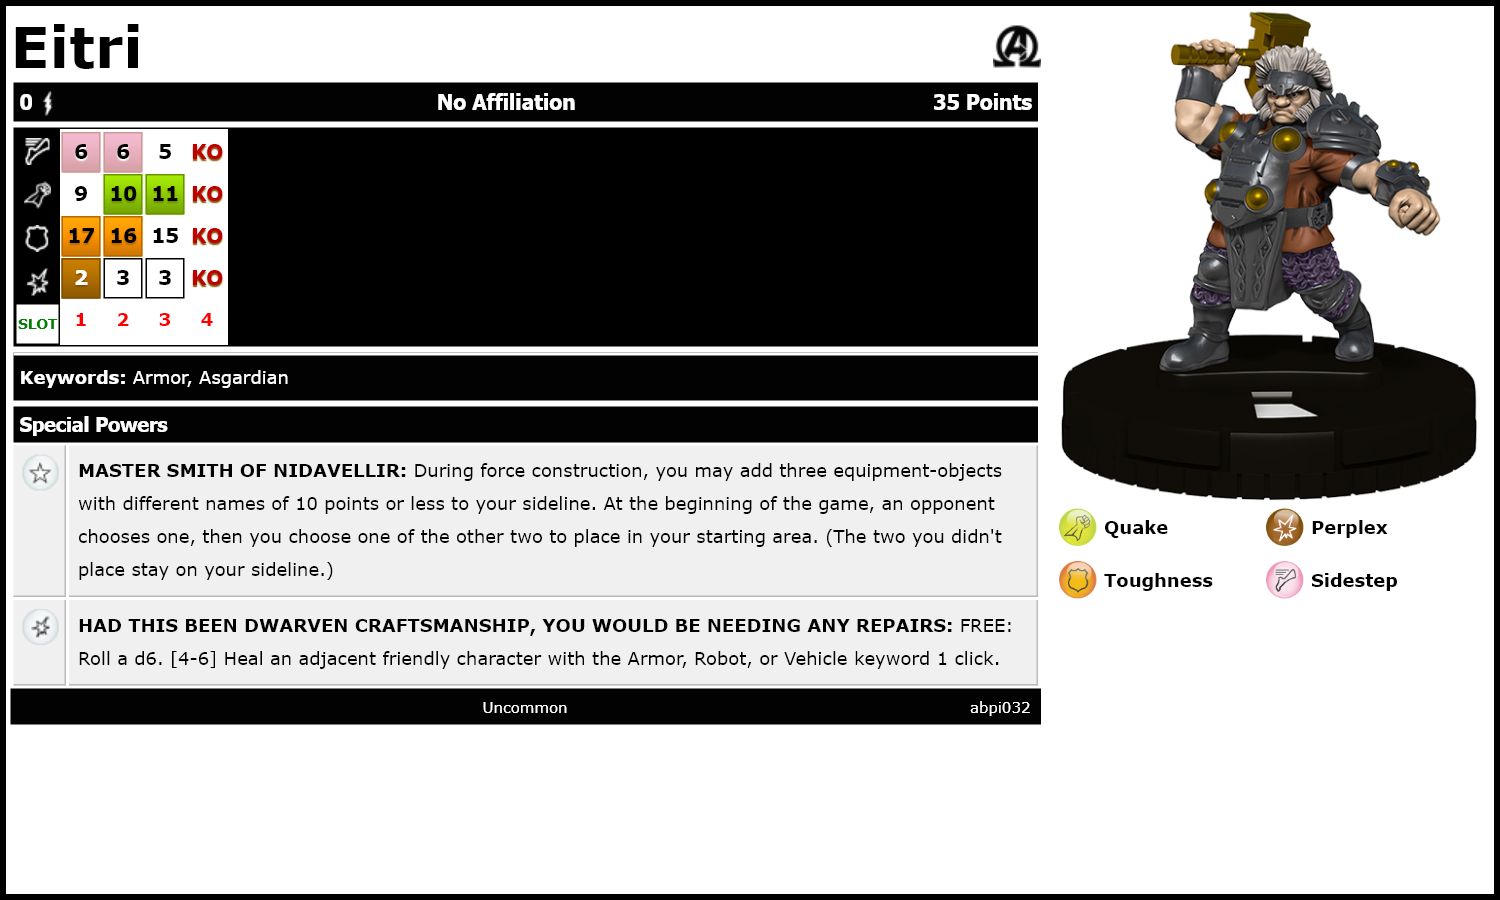 Eitri
0 No Affiliation 35 Points
6 6 5 KO
9 10 11 KO
17 16 15 KO
2 3 3 KO
SLOT 1 2 3 4
Keywords: Armor, Asgardian
Special Powers
MASTER SMITH OF NIDAVELLIR: During force construction, you may add three equipment-objects
with different names of 10 points or less to your sideline. At the beginning of the game, an opponent
chooses one, then you choose one of the other two to place in your starting area. (The two you didn't
place stay on your sideline.)
HAD THIS BEEN DWARVEN CRAFTSMANSHIP, YOU WOULD BE NEEDING ANY REPAIRS: FREE:
Roll a d6. [4-6] Heal an adjacent friendly character with the Armor, Robot, or Vehicle keyword 1 click.
Uncommon abpi032
Quake Perplex
Toughness Sidestep